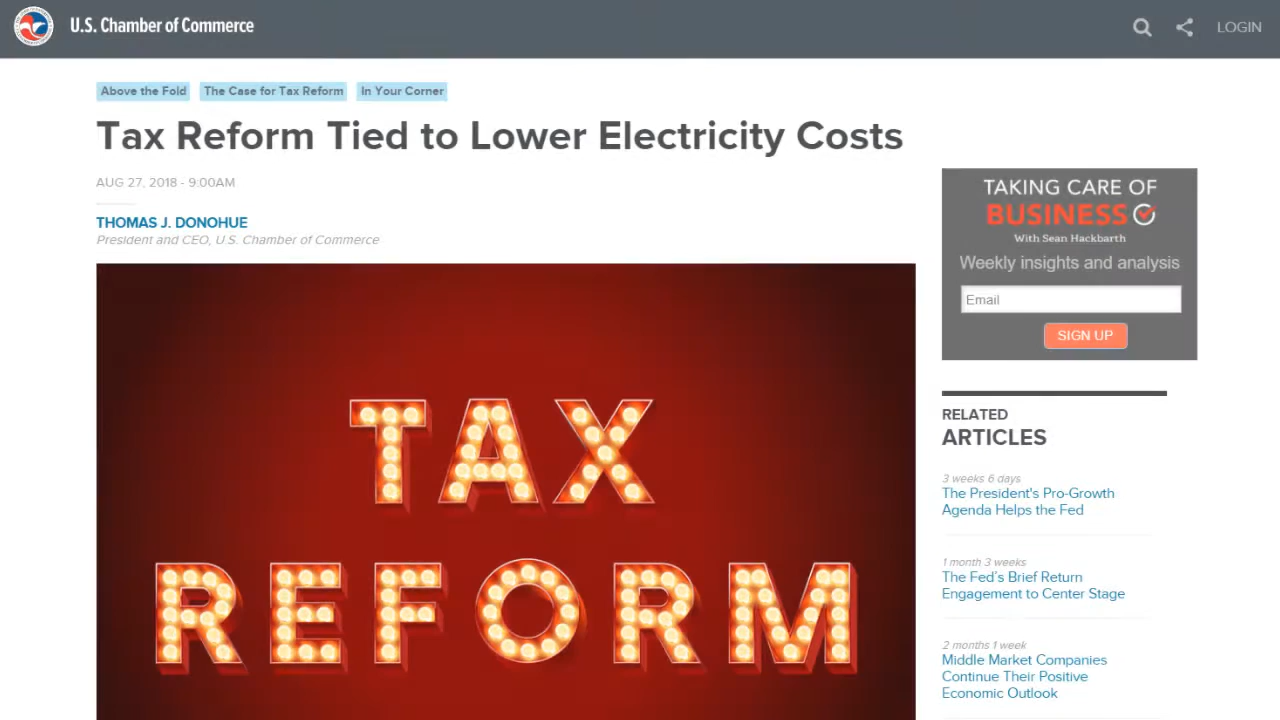 U.S. Chamber of Commerce
LOGIN
Above the Fold
The Case for Tax Reform
In Your Corner
Tax Reform Tied to Lower Electricity Costs
AUG 27, 2018 - 9:00AM
THOMAS J. DONOHUE
President and CEO, U.S. Chamber of Commerce
TAX
REFORM
TAKING CARE OF
BUSINESS
With Sean Hackbarth
Weekly insights and analysis
Email
SIGN UP
RELATED
ARTICLES
3 weeks 6 days
The President's Pro-Growth
Agenda Helps the Fed
1 month 3 weeks
The Fed's Brief Return
Engagement to Center Stage
2 months 1 week
Middle Market Companies
Continue Their Positive
Economic Outlook